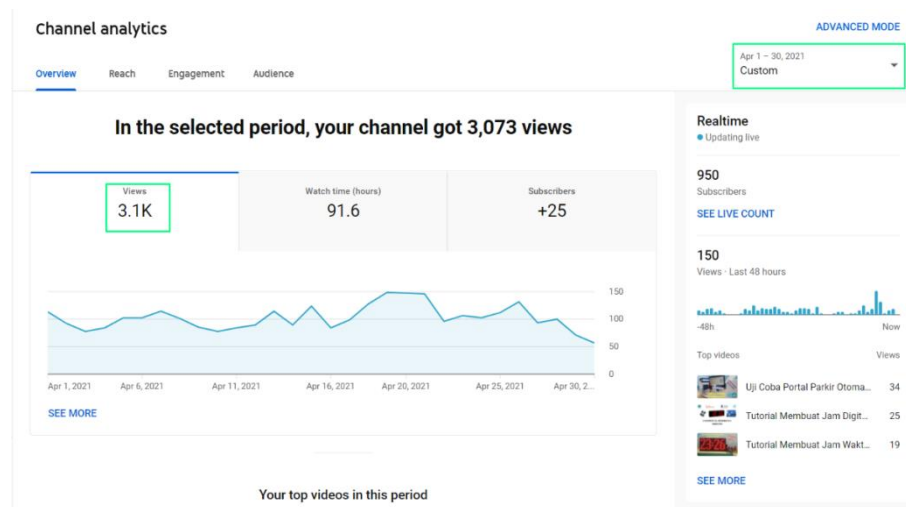 Channel analytics
ADVANCED MODE
Apr 1 – 30, 2021
Custom
Overview Reach Engagement Audience
In the selected period, your channel got 3,073 views
Views
3.1K
Watch time (hours)
91.6
Subscribers
+25
150
100
50
0
Apr 1, 2021 Apr 6, 2021 Apr 11, 2021 Apr 16, 2021 Apr 20, 2021 Apr 25, 2021 Apr 30, 2...
SEE MORE
Your top videos in this period
Realtime
Updating live
950
Subscribers
SEE LIVE COUNT
150
Views · Last 48 hours
-48h Now
Top videos Views
Uji Coba Portal Parkir Otoma... 34
Tutorial Membuat Jam Digit... 25
Tutorial Membuat Jam Wakt... 19
SEE MORE